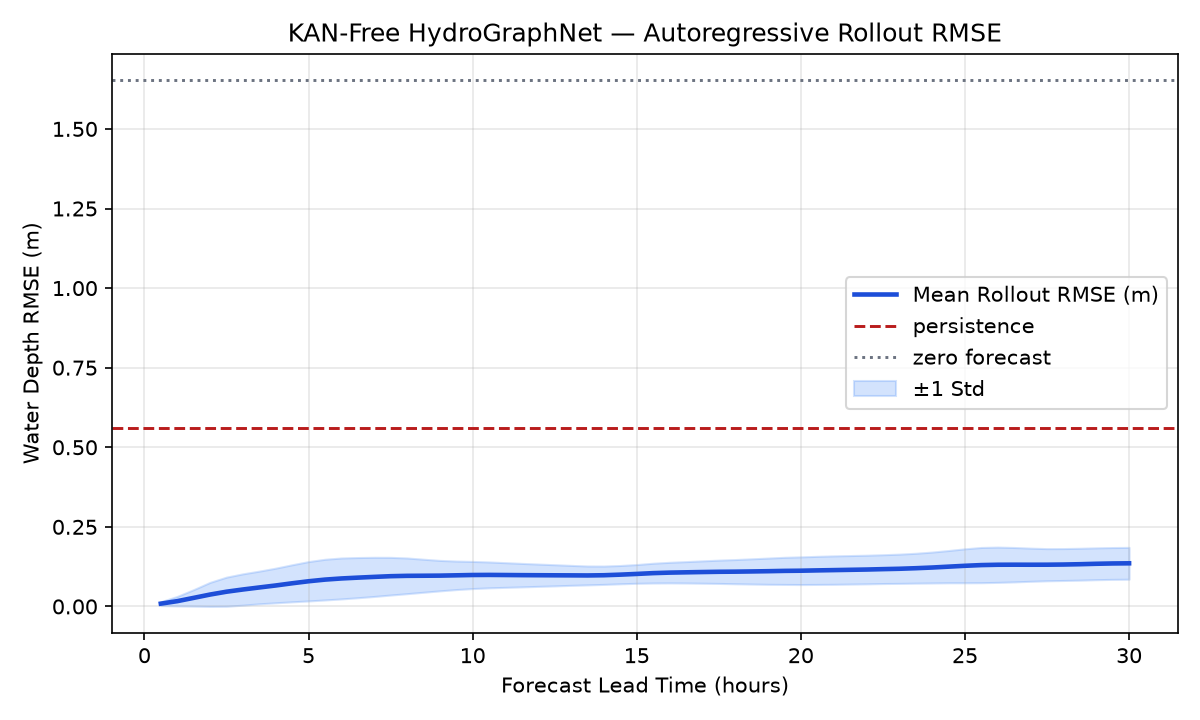 KAN-Free HydroGraphNet — Autoregressive Rollout RMSE
Water Depth RMSE (m)
1.50
1.25
1.00
0.75
0.50
0.25
0.00
Mean Rollout RMSE (m)
persistence
zero forecast
±1 Std
0 5 10 15 20 25 30
Forecast Lead Time (hours)